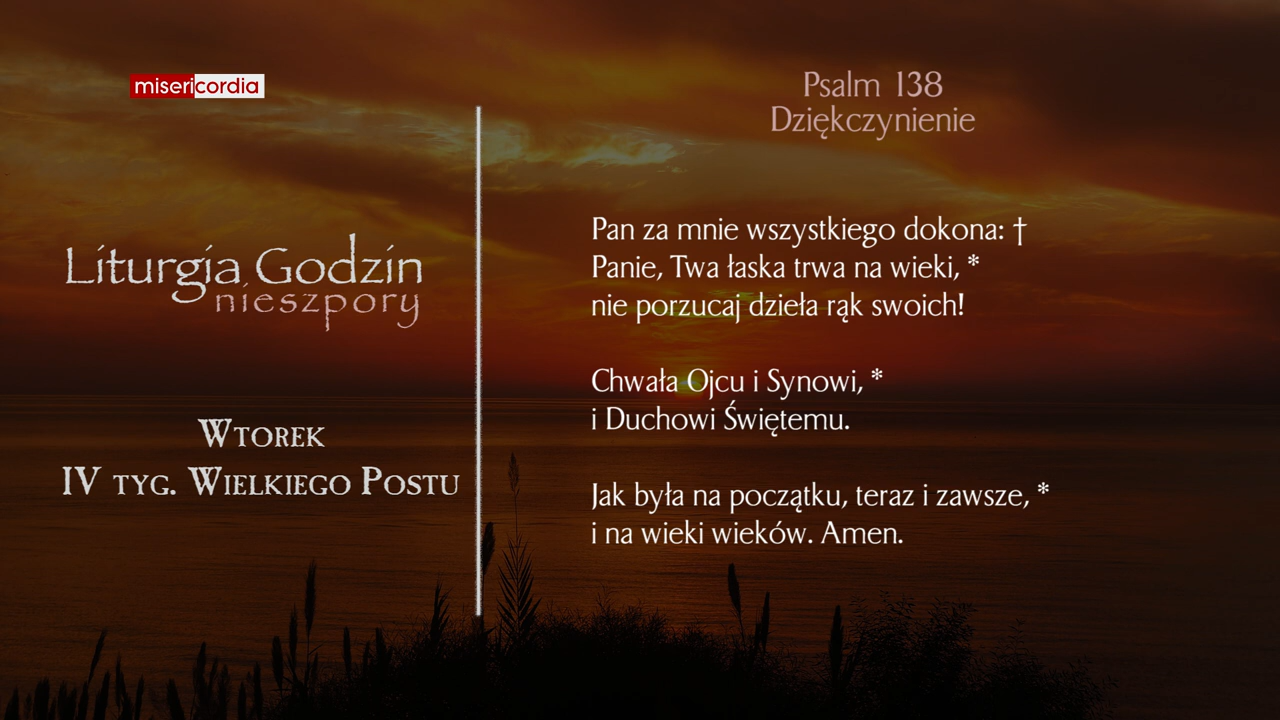 misericordia
Liturgia Godzin
nieszpory
Wtorek
IV tyg. Wielkiego Postu
Psalm 138
Dziękczynienie
Pan za mnie wszystkiego dokona: †
Panie, Twa łaska trwa na wieki, *
nie porzucaj dzieła rąk swoich!
Chwała Ojcu i Synowi, *
i Duchowi Świętemu.
Jak była na początku, teraz i zawsze, *
i na wieki wieków. Amen.